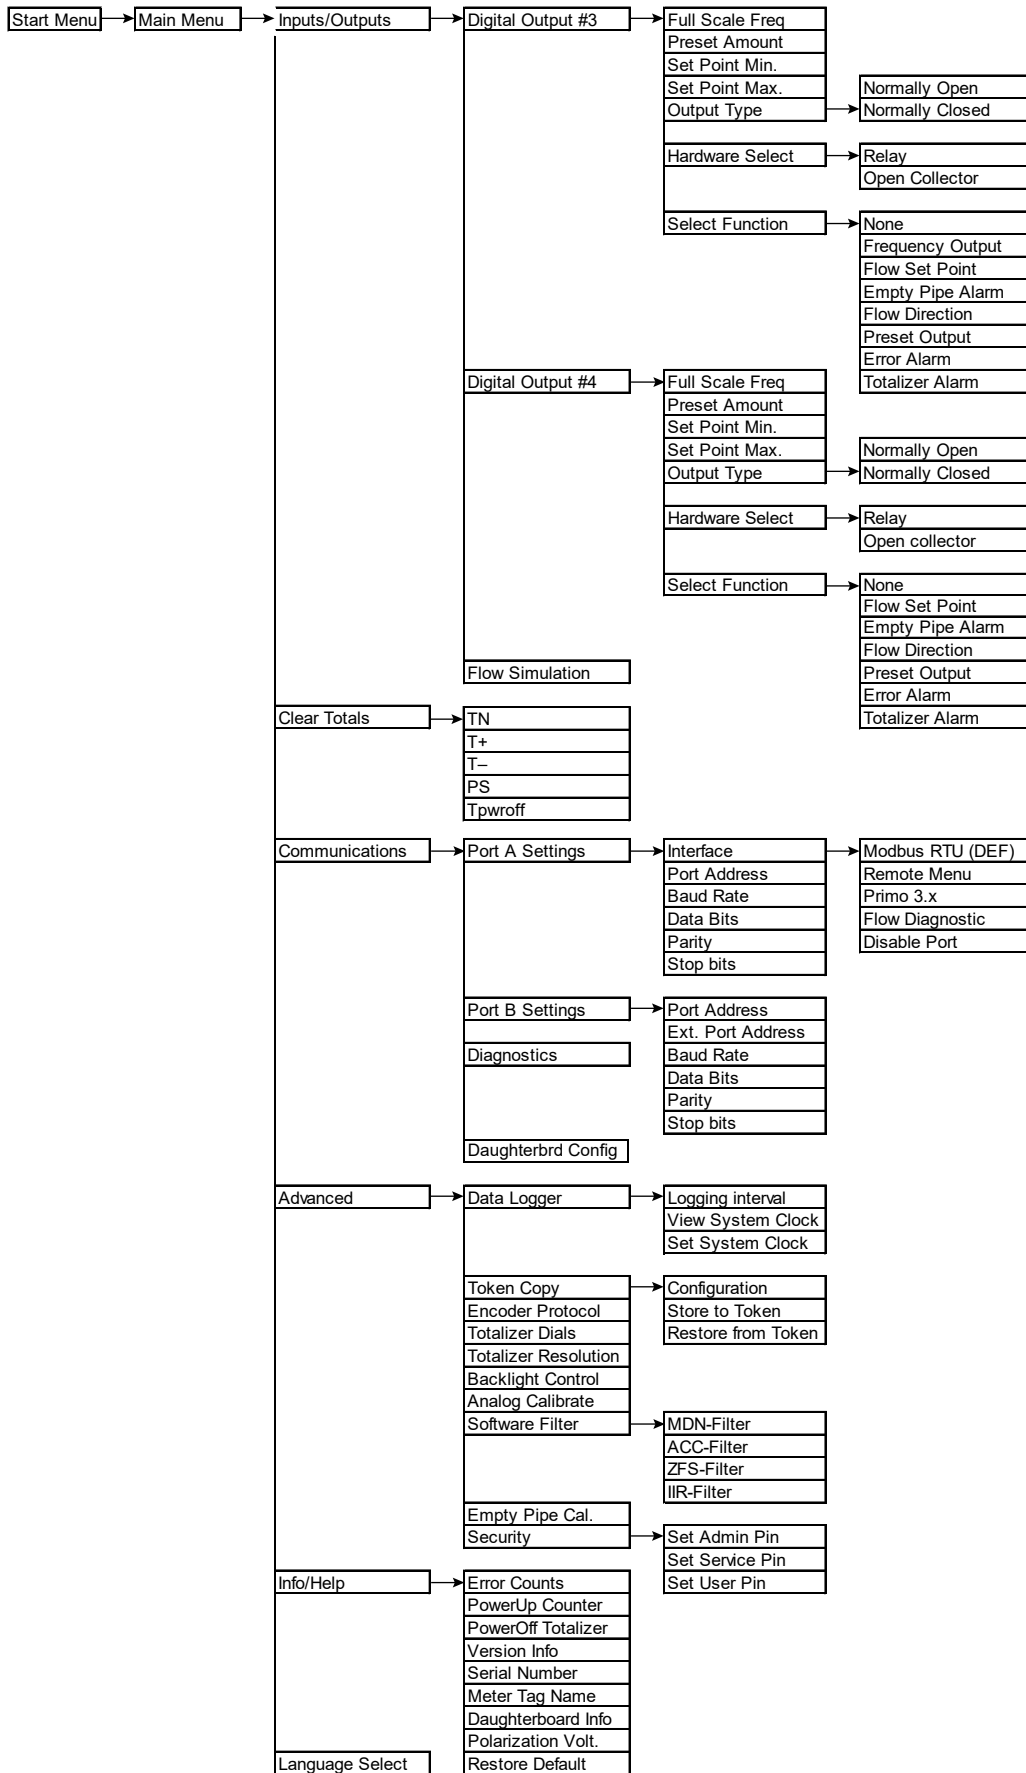 Start Menu
Main Menu
Inputs/Outputs
Digital Output #3
Full Scale Freq
Preset Amount
Set Point Min.
Set Point Max.
Output Type
Normally Open
Normally Closed
Hardware Select
Relay
Open Collector
Select Function
None
Frequency Output
Flow Set Point
Empty Pipe Alarm
Flow Direction
Preset Output
Error Alarm
Totalizer Alarm
Digital Output #4
Full Scale Freq
Preset Amount
Set Point Min.
Set Point Max.
Output Type
Normally Open
Normally Closed
Hardware Select
Relay
Open collector
Select Function
None
Flow Set Point
Empty Pipe Alarm
Flow Direction
Preset Output
Error Alarm
Totalizer Alarm
Flow Simulation
Clear Totals
TN
T+
T–
PS
Tpwroff
Communications
Port A Settings
Interface
Port Address
Baud Rate
Data Bits
Parity
Stop bits
Modbus RTU (DEF)
Remote Menu
Primo 3.x
Flow Diagnostic
Disable Port
Port B Settings
Port Address
Ext. Port Address
Baud Rate
Data Bits
Parity
Stop bits
Diagnostics
Daughterbrd Config
Advanced
Data Logger
Logging interval
View System Clock
Set System Clock
Token Copy
Configuration
Store to Token
Restore from Token
Encoder Protocol
Totalizer Dials
Totalizer Resolution
Backlight Control
Analog Calibrate
Software Filter
MDN-Filter
ACC-Filter
ZFS-Filter
IIR-Filter
Empty Pipe Cal.
Security
Set Admin Pin
Set Service Pin
Set User Pin
Info/Help
Error Counts
PowerUp Counter
PowerOff Totalizer
Version Info
Serial Number
Meter Tag Name
Daughterboard Info
Polarization Volt.
Restore Default
Language Select